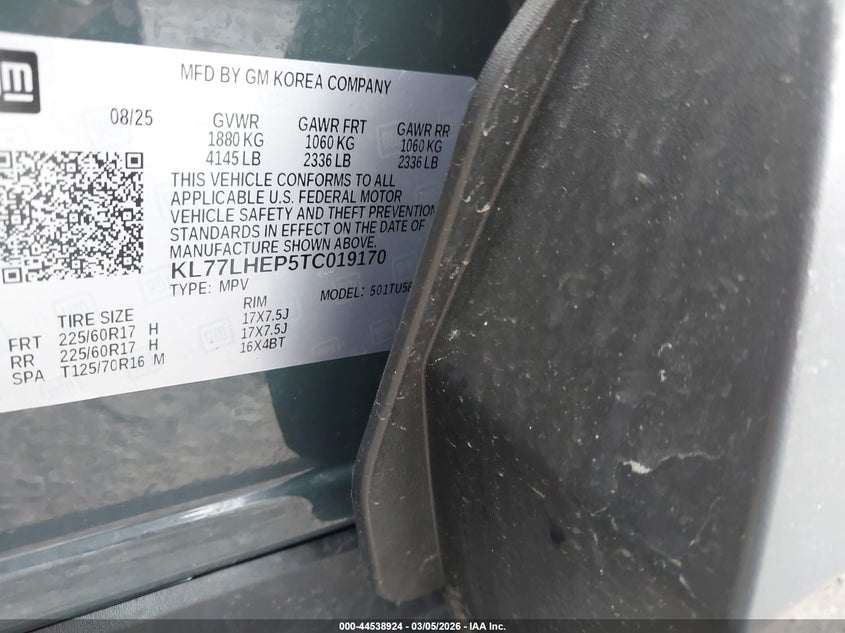 gm
MFD BY GM KOREA COMPANY
08/25 GVWR GAWR FRT GAWR RR
1880 KG 1060 KG 1060 KG
4145 LB 2336 LB 2336 LB
THIS VEHICLE CONFORMS TO ALL
APPLICABLE U.S. FEDERAL MOTOR
VEHICLE SAFETY AND THEFT PREVENTION
STANDARDS IN EFFECT ON THE DATE OF
MANUFACTURE SHOWN ABOVE.
KL77LHEP5TC019170
TYPE: MPV MODEL: 501TU58
TIRE SIZE RIM
FRT 225/60R17 H 17X7.5J
RR 225/60R17 H 17X7.5J
SPA T125/70R16 M 16X4BT
000-44538924 | 03/05/2026 | IAA Inc.